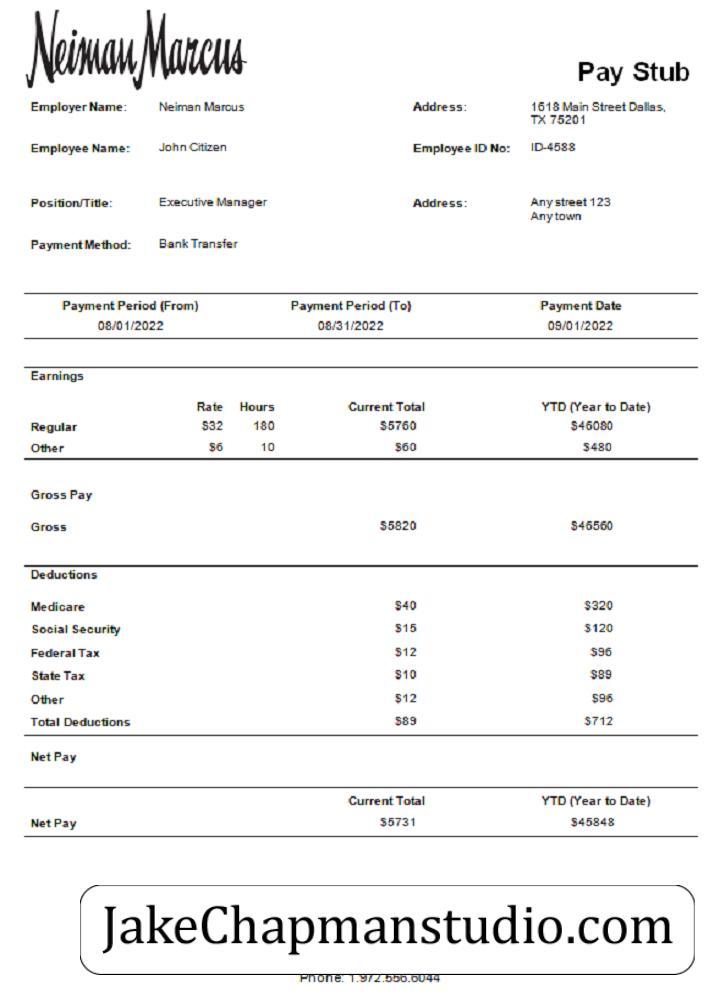 Neiman Marcus
Pay Stub
Employer Name: Neiman Marcus Address: 1618 Main Street Dallas,
TX 75201
Employee Name: John Citizen Employee ID No: ID-4588
Position/Title: Executive Manager Address: Any street 123
Any town
Payment Method: Bank Transfer
Payment Period (From) Payment Period (To) Payment Date
08/01/2022 08/31/2022 09/01/2022
Earnings
Rate Hours Current Total YTD (Year to Date)
Regular $32 180 $5760 $46080
Other $6 10 $60 $480
Gross Pay
Gross $5820 $46560
Deductions
Medicare $40 $320
Social Security $15 $120
Federal Tax $12 $96
State Tax $10 $89
Other $12 $96
Total Deductions $89 $712
Net Pay
Current Total YTD (Year to Date)
Net Pay $5731 $45848
JakeChapmanstudio.com
Phone: 1.972.556.6044